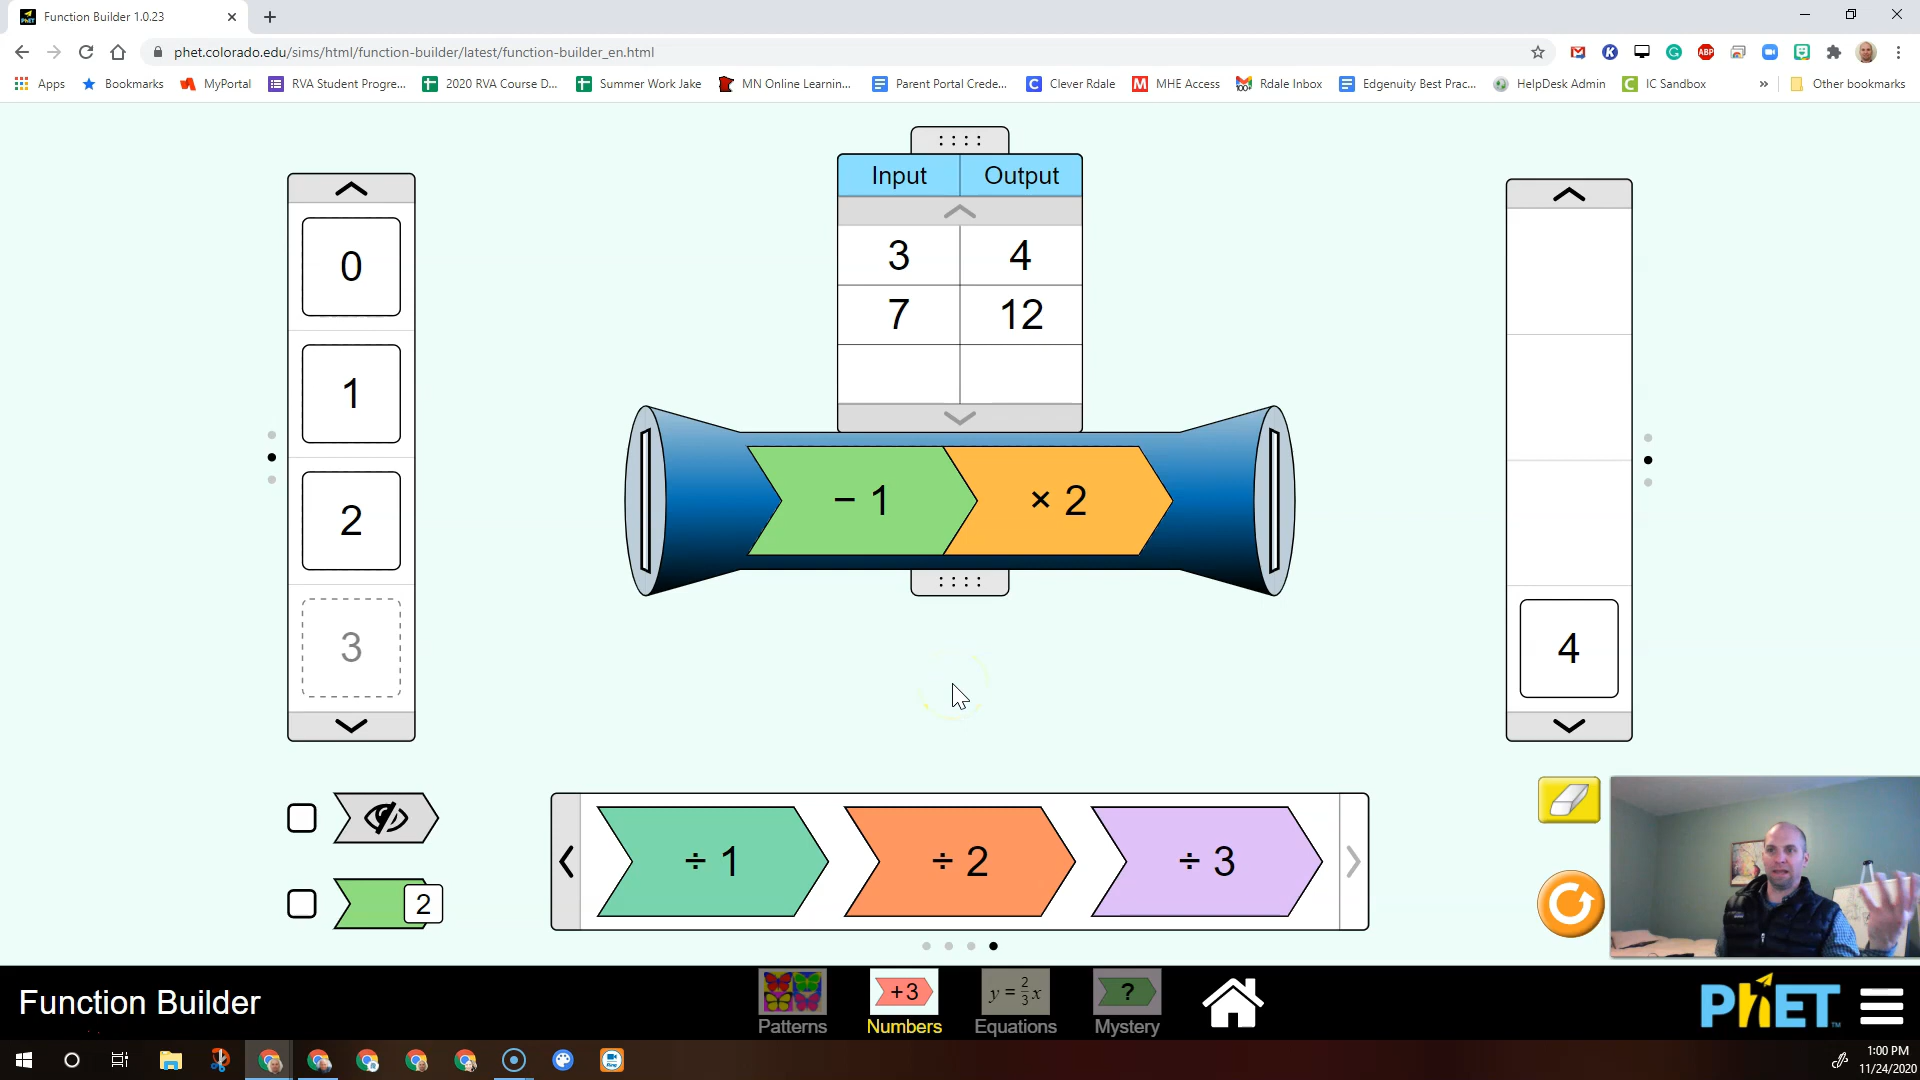 Function Builder 1.0.23
phet.colorado.edu/sims/html/function-builder/latest/function-builder_en.html
Apps Bookmarks MyPortal RVA Student Progre... 2020 RVA Course D... Summer Work Jake MN Online Learnin... Parent Portal Crede... Clever Rdale MHE Access Rdale Inbox Edgenuity Best Prac... HelpDesk Admin IC Sandbox » Other bookmarks
Input Output
3 4
7 12
0
1
2
3
− 1 × 2
4
2
÷ 1 ÷ 2 ÷ 3
Function Builder
+3 y = 2/3 x ?
Patterns Numbers Equations Mystery
PhET
1:00 PM
11/24/2020